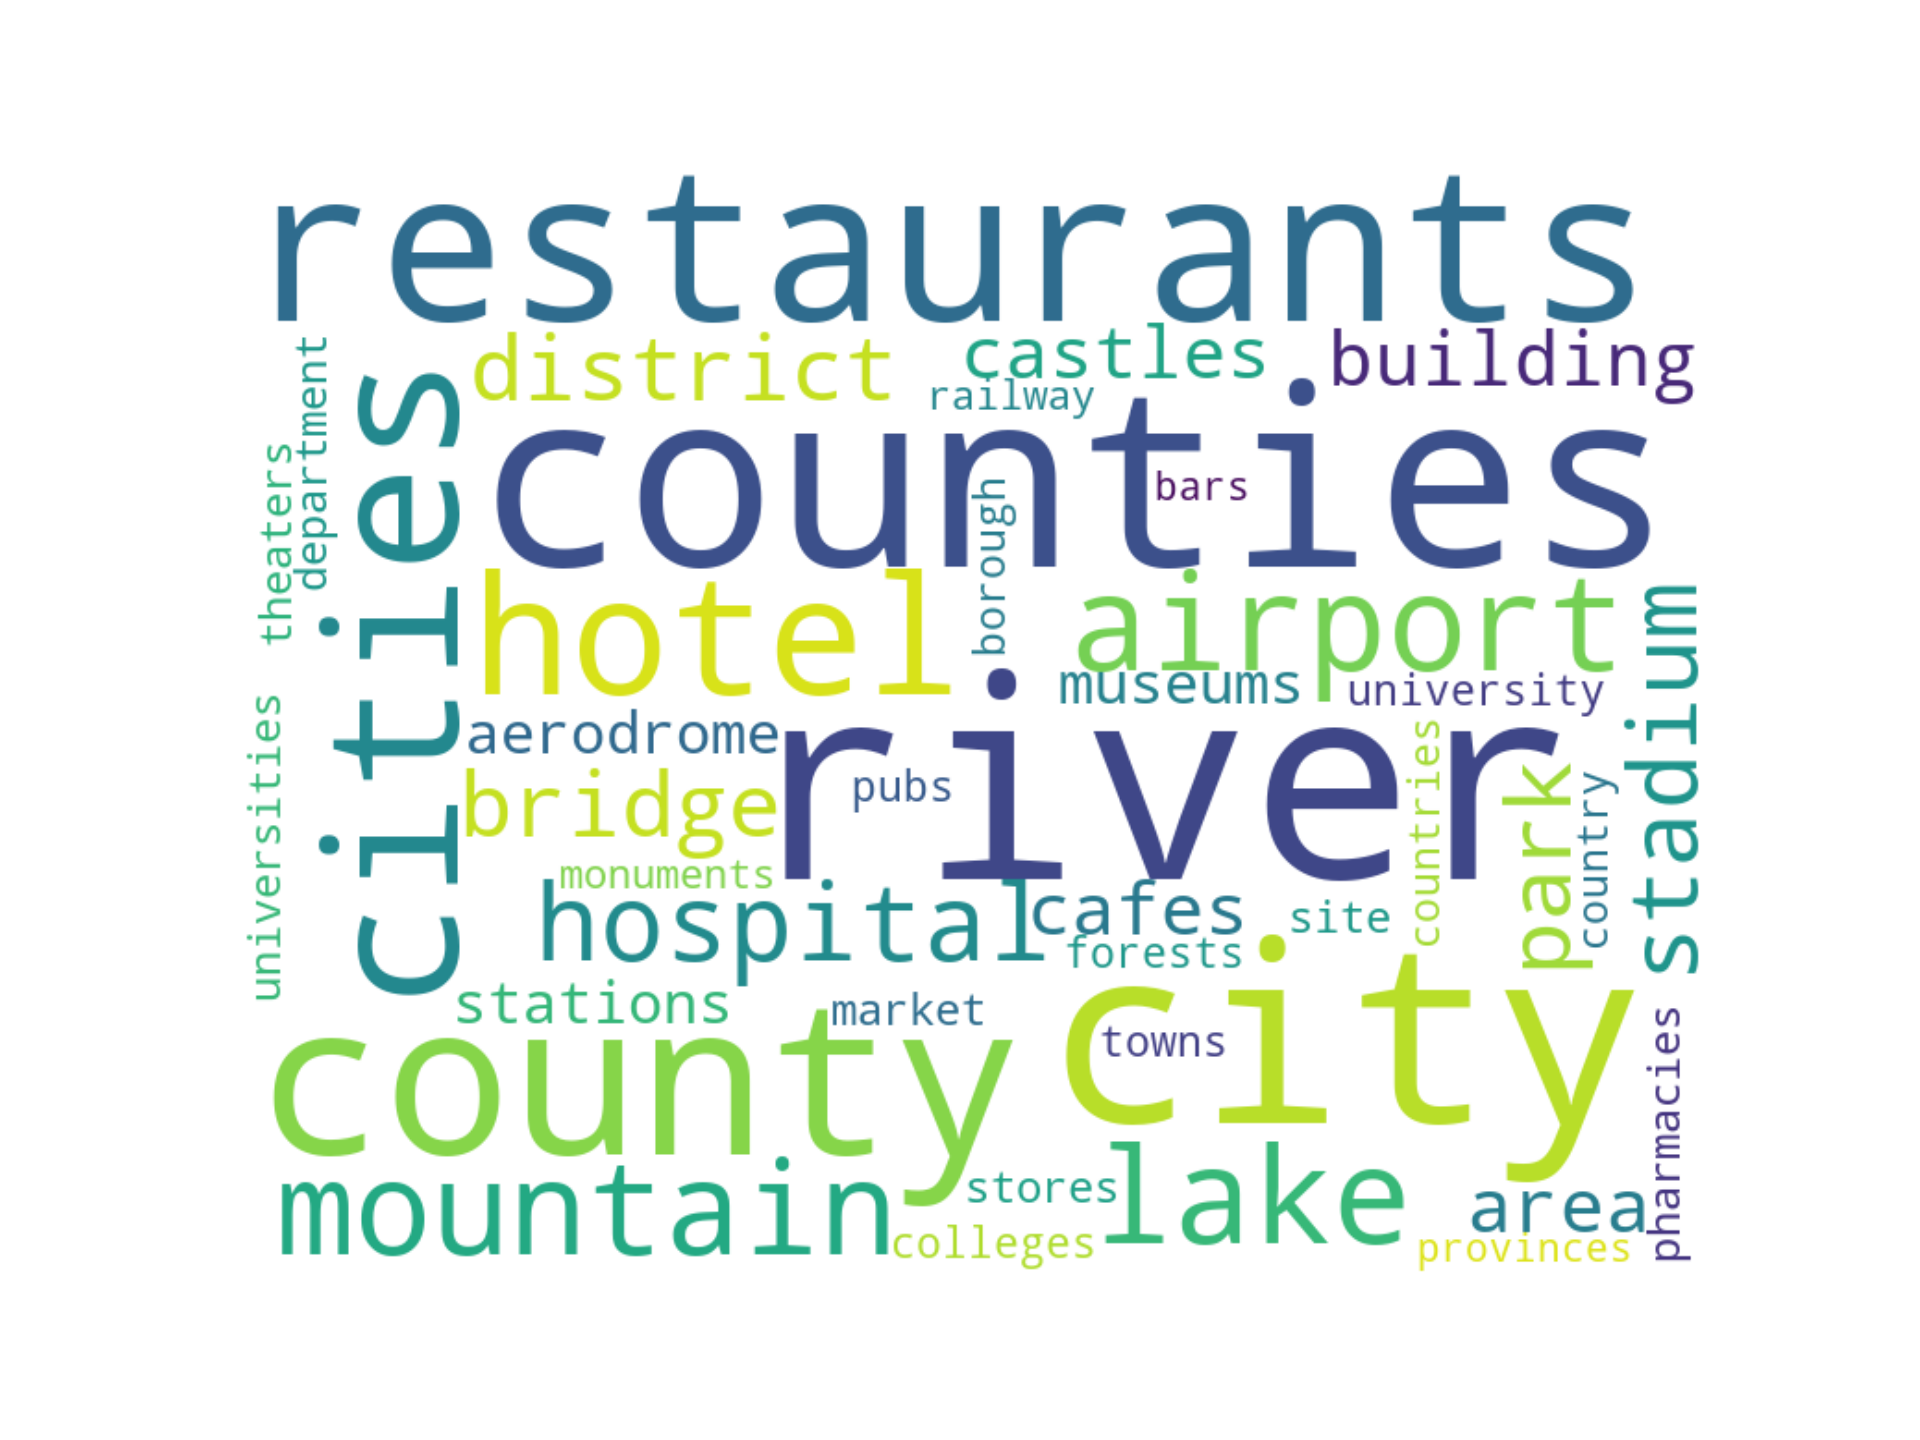 restaurants
district
castles
building
railway
department
cities
counties
theaters
bars
borough
hotel
airport
stadium
museums
university
universities
aerodrome
river
countries
bridge
pubs
park
country
monuments
hospital
cafes
site
forests
stations
market
city
county
towns
pharmacies
mountain
stores
lake
area
colleges
provinces